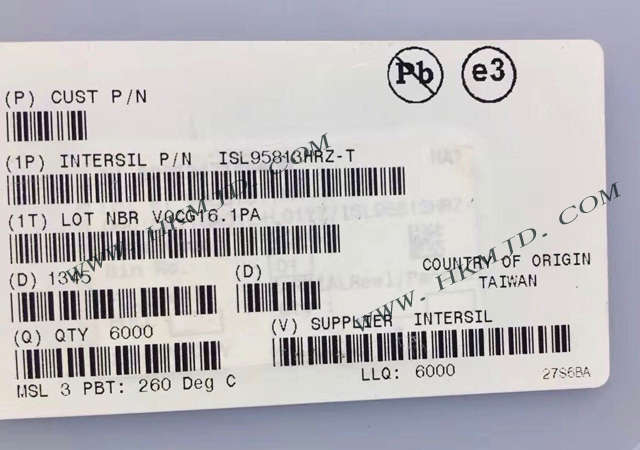 Pb e3
(P) CUST P/N
(1P) INTERSIL P/N ISL95813HRZ-T
(1T) LOT NBR VQCG16.1PA
(D) 1345 (D)
COUNTRY OF ORIGIN
TAIWAN
(Q) QTY 6000
(V) SUPPLIER INTERSIL
MSL 3 PBT: 260 Deg C
LLQ: 6000
27S6BA
WWW.HKMJD.COM
WWW.HKMJD.COM